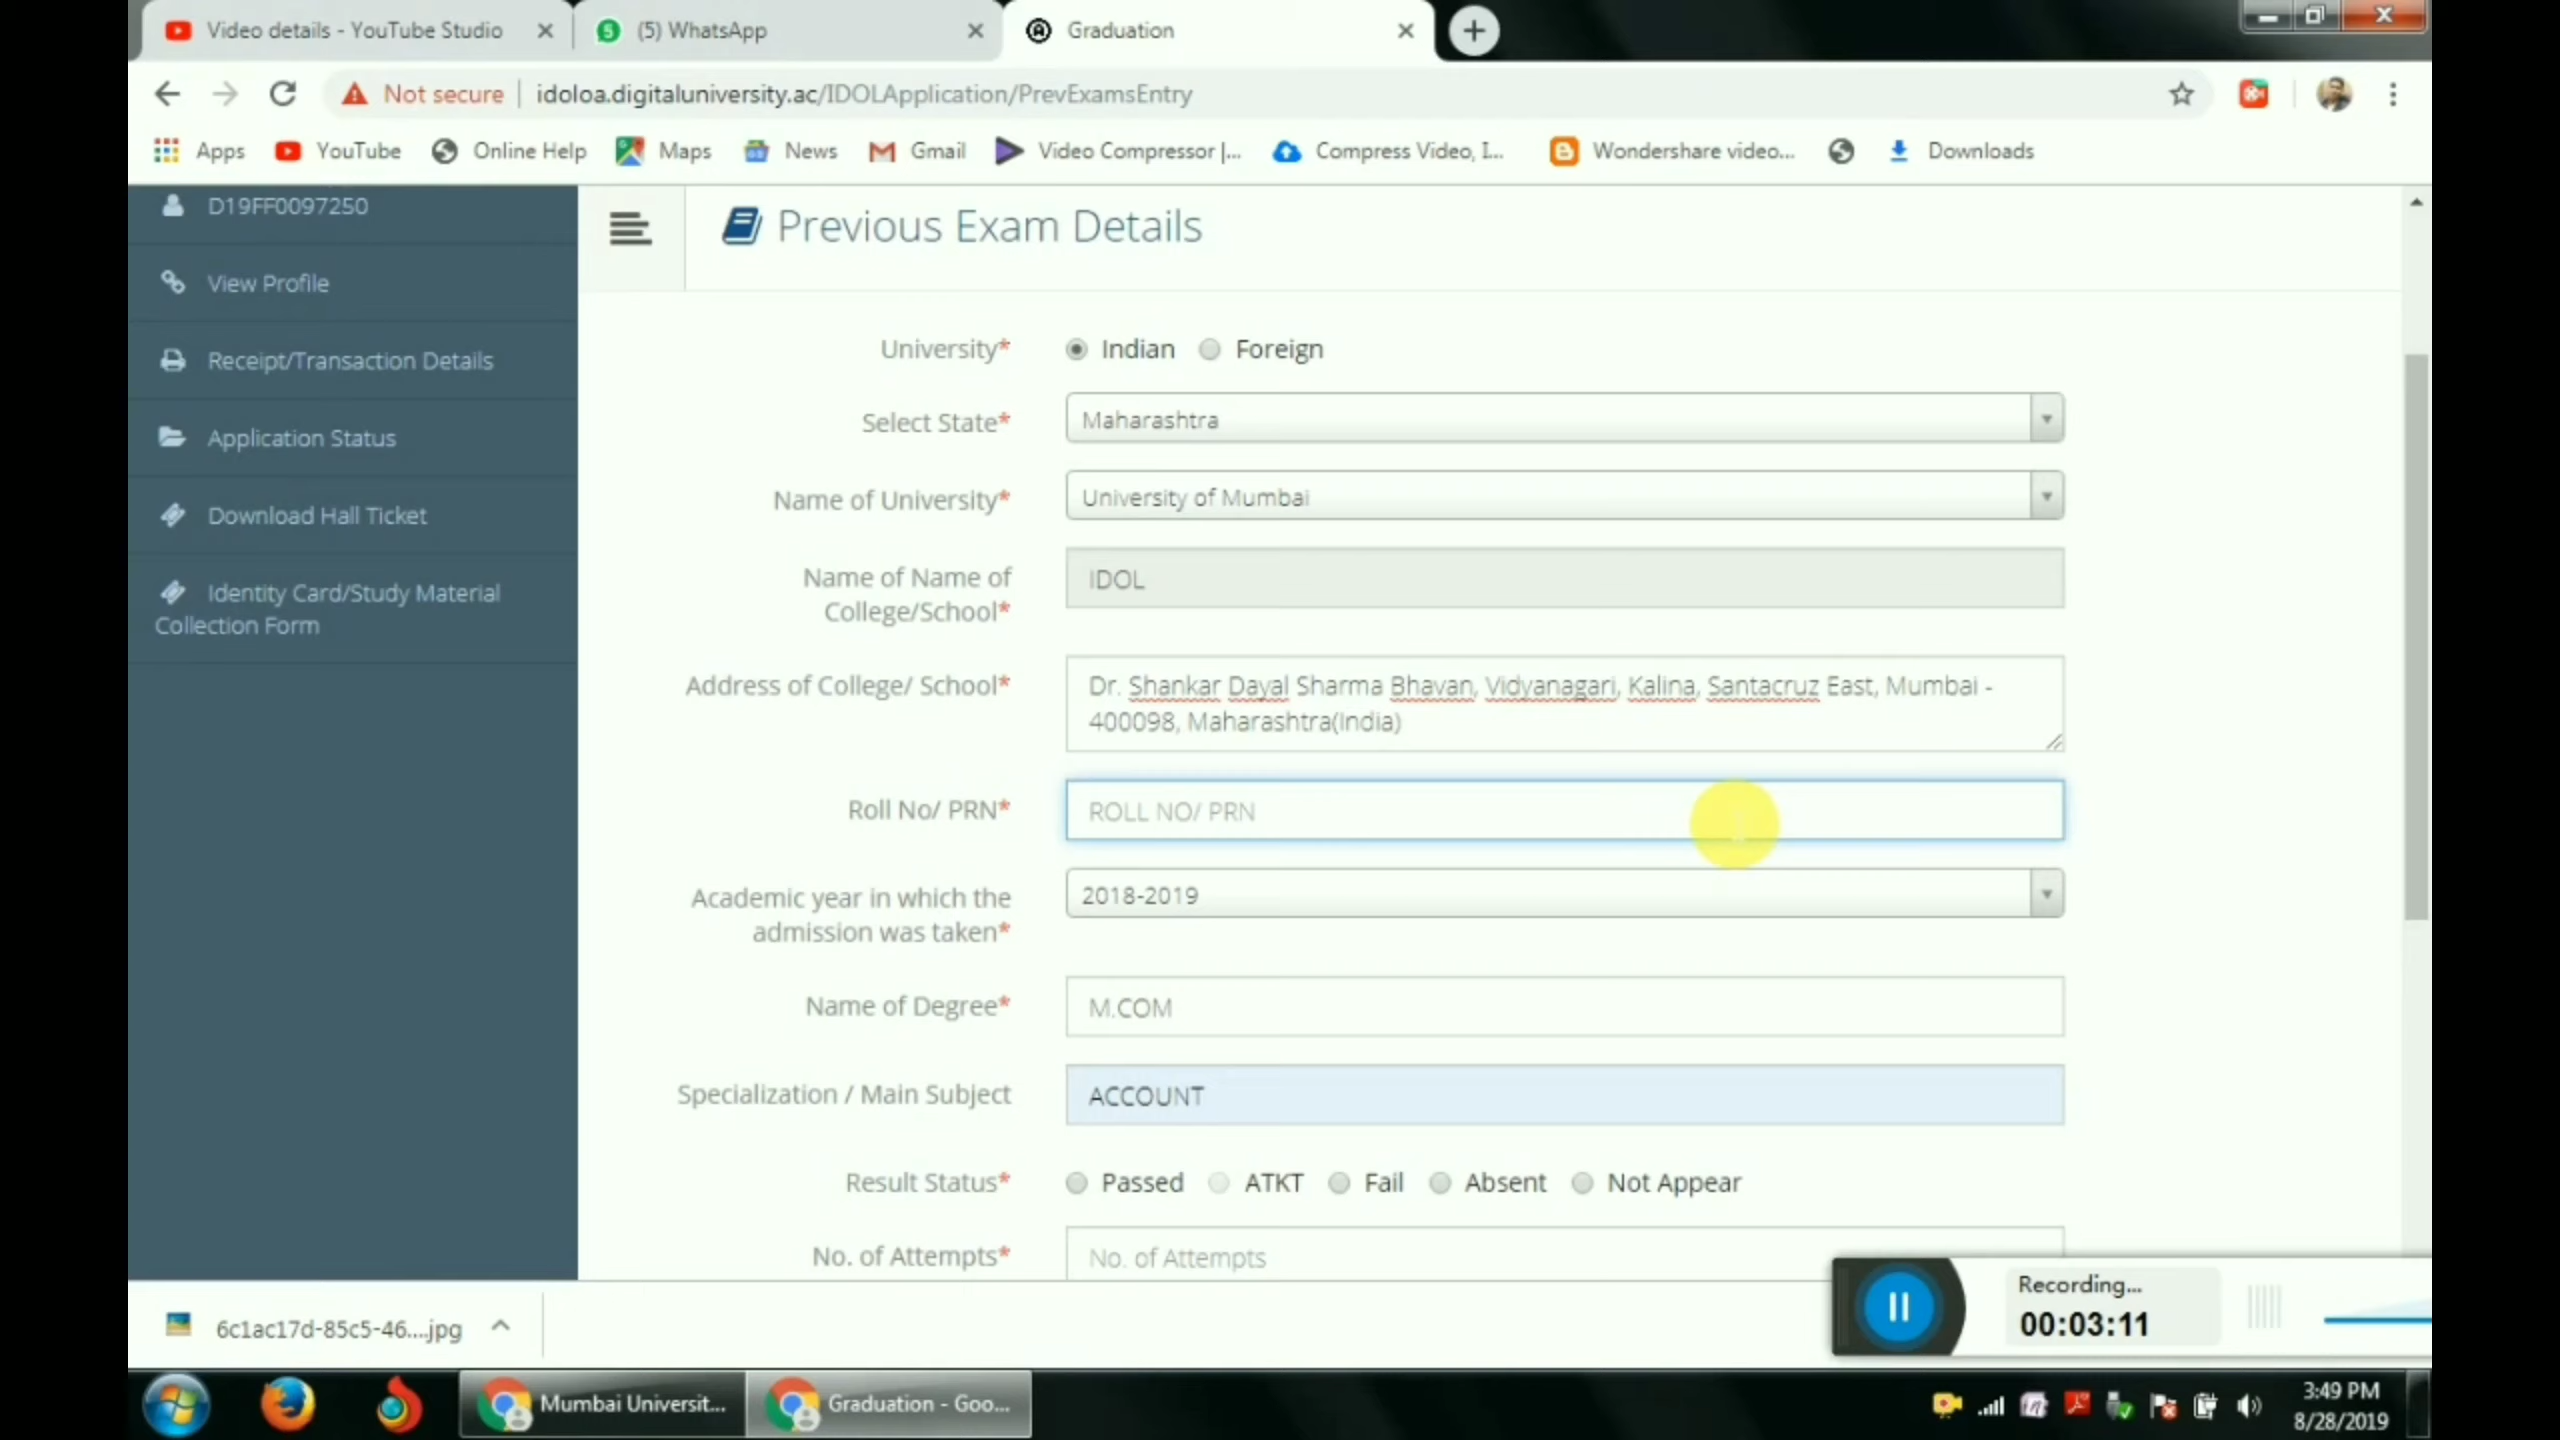 Video details - YouTube Studio
(5) WhatsApp
Graduation
Not secure
idoloa.digitaluniversity.ac/IDOLApplication/PrevExamsEntry
Apps
YouTube
Online Help
Maps
News
Gmail
Video Compressor |...
Compress Video, I...
Wondershare video...
Downloads
D19FF0097250
View Profile
Receipt/Transaction Details
Application Status
Download Hall Ticket
Identity Card/Study Material
Collection Form
Previous Exam Details
University* Indian Foreign
Select State* Maharashtra
Name of University* University of Mumbai
Name of Name of
College/School*
IDOL
Address of College/ School*
Dr. Shankar Dayal Sharma Bhavan, Vidyanagari, Kalina, Santacruz East, Mumbai -
400098, Maharashtra(India)
Roll No/ PRN* ROLL NO/ PRN
Academic year in which the
admission was taken*
2018-2019
Name of Degree* M.COM
Specialization / Main Subject ACCOUNT
Result Status* Passed ATKT Fail Absent Not Appear
No. of Attempts* No. of Attempts
Recording...
00:03:11
6c1ac17d-85c5-46....jpg
Mumbai Universit...
Graduation - Goo...
3:49 PM
8/28/2019